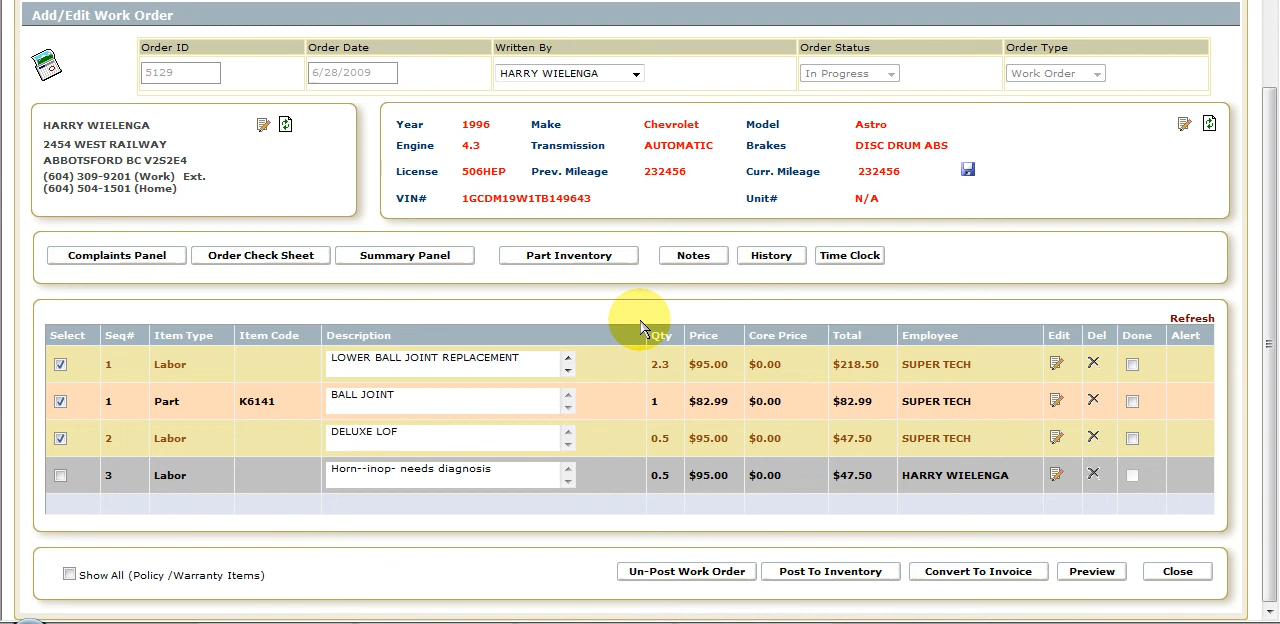 Add/Edit Work Order
Order ID Order Date Written By Order Status Order Type
5129 6/28/2009 HARRY WIELENGA In Progress Work Order
HARRY WIELENGA
2454 WEST RAILWAY
ABBOTSFORD BC V2S2E4
(604) 309-9201 (Work) Ext.
(604) 504-1501 (Home)
Year 1996 Make Chevrolet Model Astro
Engine 4.3 Transmission AUTOMATIC Brakes DISC DRUM ABS
License 506HEP Prev. Mileage 232456 Curr. Mileage 232456
VIN# 1GCDM19W1TB149643 Unit# N/A
Complaints Panel Order Check Sheet Summary Panel Part Inventory Notes History Time Clock
Refresh
Select Seq# Item Type Item Code Description Qty Price Core Price Total Employee Edit Del Done Alert
1 Labor LOWER BALL JOINT REPLACEMENT 2.3 $95.00 $0.00 $218.50 SUPER TECH
1 Part K6141 BALL JOINT 1 $82.99 $0.00 $82.99 SUPER TECH
2 Labor DELUXE LOF 0.5 $95.00 $0.00 $47.50 SUPER TECH
3 Labor Horn--inop- needs diagnosis 0.5 $95.00 $0.00 $47.50 HARRY WIELENGA
Show All (Policy /Warranty Items) Un-Post Work Order Post To Inventory Convert To Invoice Preview Close